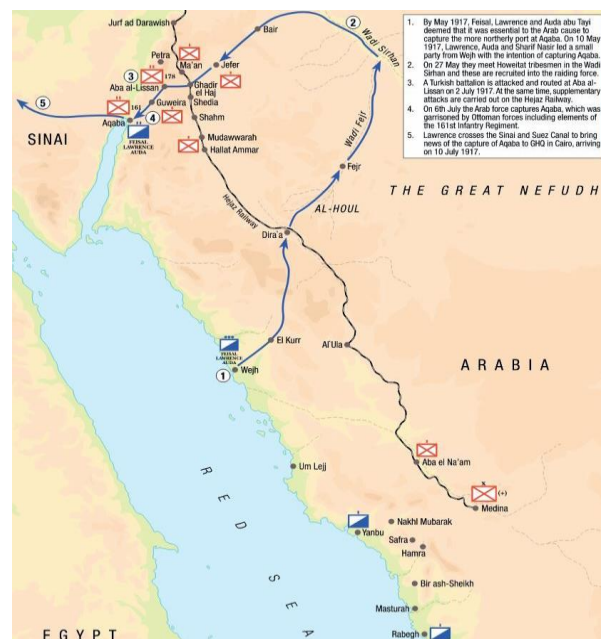 1. By May 1917, Feisal, Lawrence and Auda abu Tayi
deemed that it was essential to the Arab cause to
capture the more northerly port at Aqaba. On 10 May
1917, Lawrence, Auda and Sharif Nasir led a small
party from Wejh with the intention of capturing Aqaba.
2. On 27 May they meet Howeitat tribesmen in the Wadi
Sirhan and these are recruited into the raiding force.
3. A Turkish battalion is attacked and routed at Aba al-
Lissan on 2 July 1917. At the same time, supplementary
attacks are carried out on the Hejaz Railway.
4. On 6th July the Arab force captures Aqaba, which was
garrisoned by Ottoman forces including elements of
the 161st Infantry Regiment.
5. Lawrence crosses the Sinai and Suez Canal to bring
news of the capture of Aqaba to GHQ in Cairo, arriving
on 10 July 1917.
Jurf ad Darawish
2
Bair
Wadi Sirhan
Petra
Ma'an
Jefer
3
178
Aba al-Lissan
Ghadir
el Haj
5
Guweira
Shedia
161
Aqaba
4
Shahm
FEISAL
LAWRENCE
AUDA
SINAI
Mudawwarah
Hallat Ammar
Wadi Fejr
Fejr
THE GREAT NEFUDH
AL-HOUL
Hejaz Railway
Dira'a
El Kurr
Al'Ula
FEISAL
LAWRENCE
AUDA
1
Wejh
ARABIA
Aba el Na'am
Um Lejj
(+)
Medina
RED SEA
Nakhl Mubarak
Yanbu
Safra
Hamra
Bir ash-Sheikh
Masturah
Rabegh
EGYPT